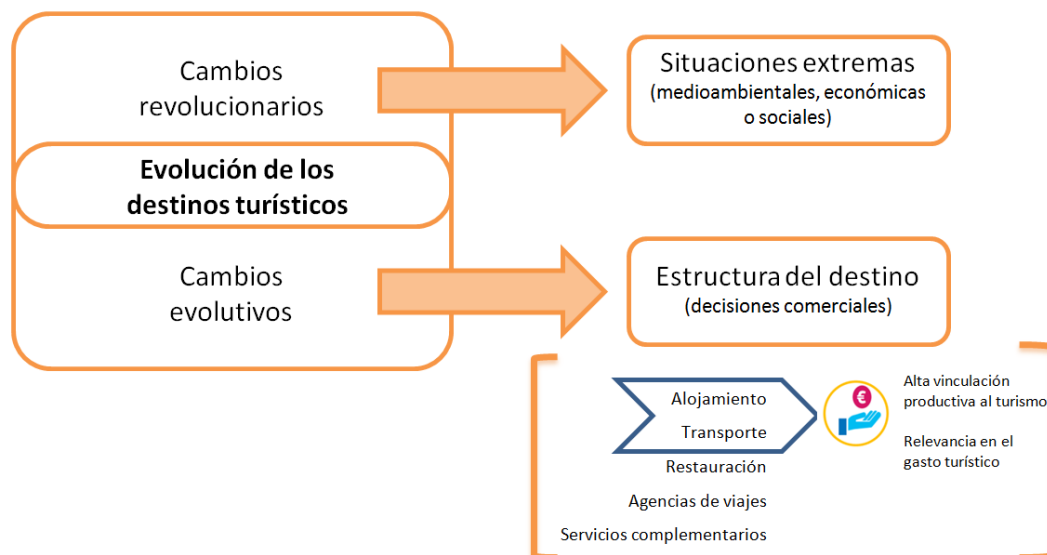 Cambios
revolucionarios
Situaciones extremas
(medioambientales, económicas
o sociales)
Evolución de los
destinos turísticos
Cambios
evolutivos
Estructura del destino
(decisiones comerciales)
Alojamiento
Transporte
Restauración
Agencias de viajes
Servicios complementarios
€
Alta vinculación
productiva al turismo
Relevancia en el
gasto turístico